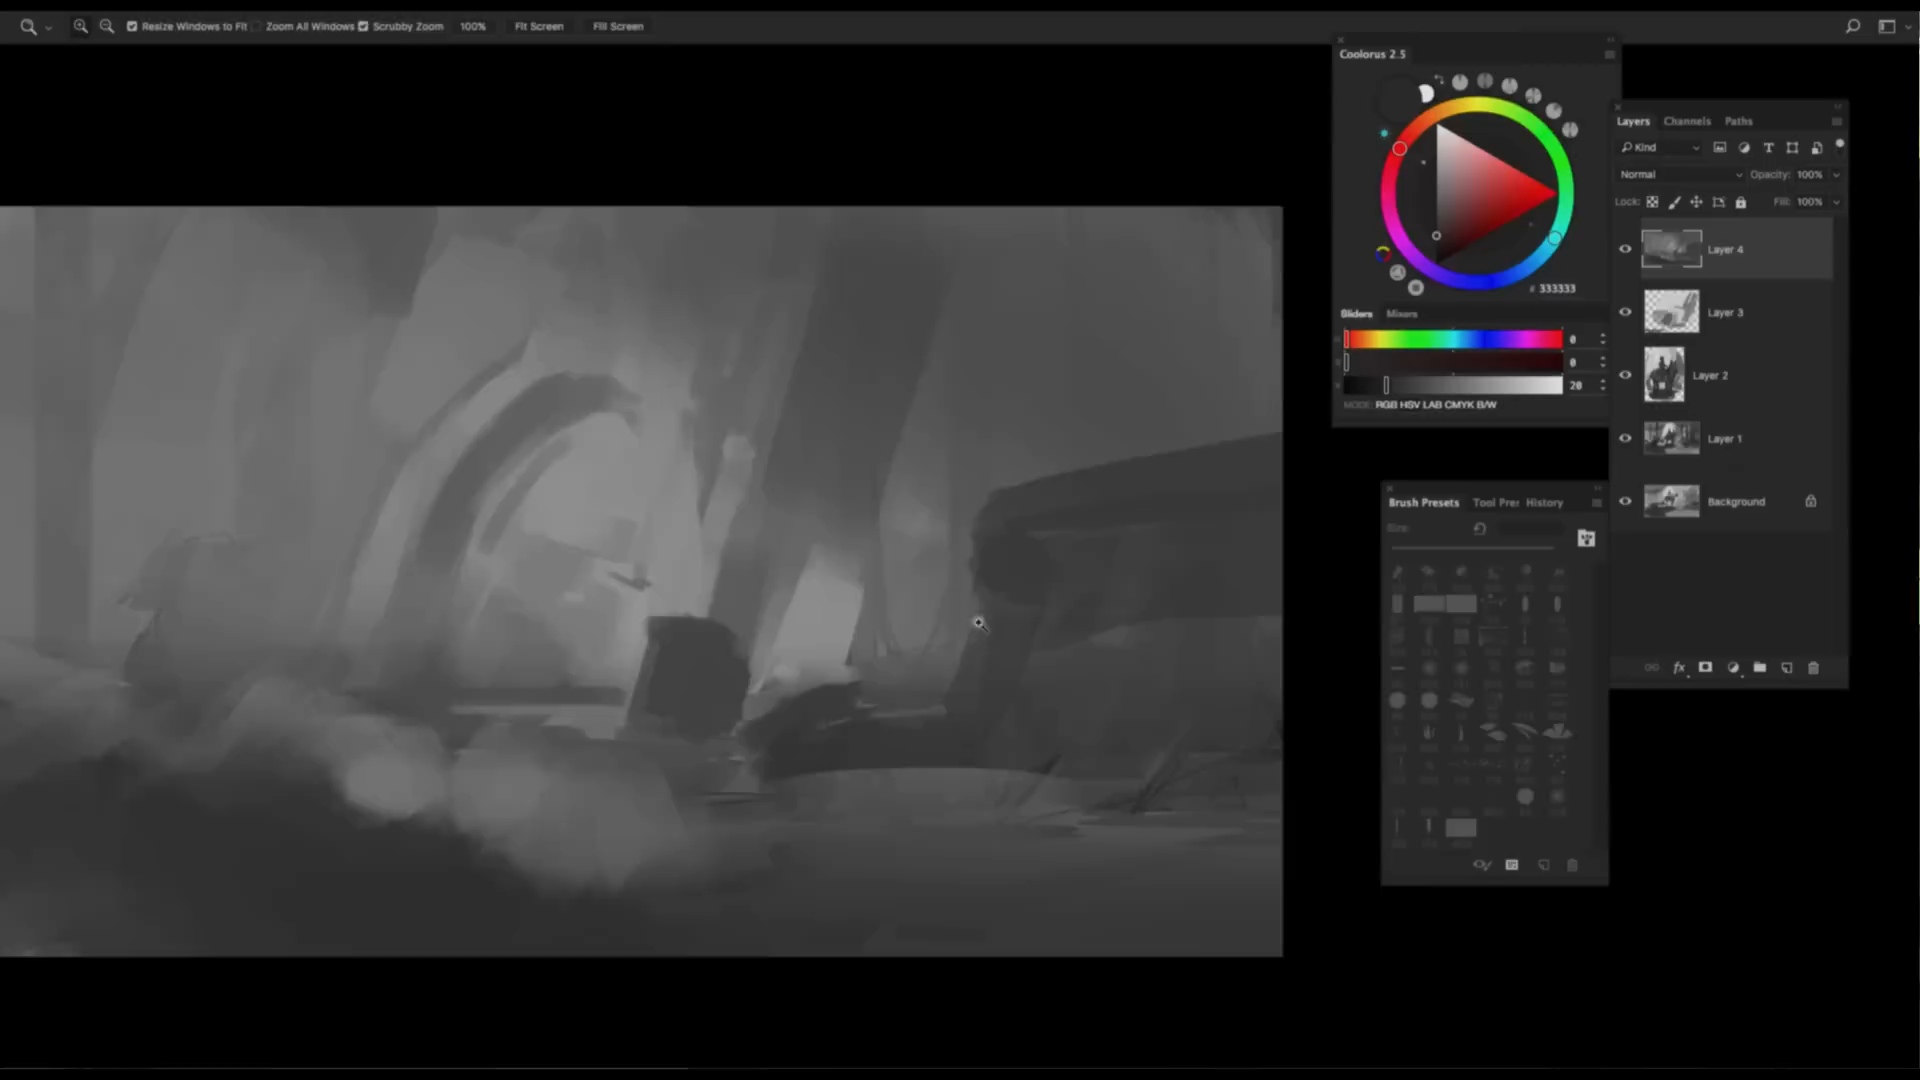 Resize Windows to Fit Zoom All Windows Scrubby Zoom 100% Fit Screen Fill Screen
Coolorus 2.5
# 333333
Sliders Mixers
0
0
20
MODE: RGB HSV LAB CMYK B/W
Layers Channels Paths
Kind
Normal Opacity: 100%
Lock: Fill: 100%
Layer 4
Layer 3
Layer 2
Layer 1
Background
Brush Presets Tool Pre: History
Size: